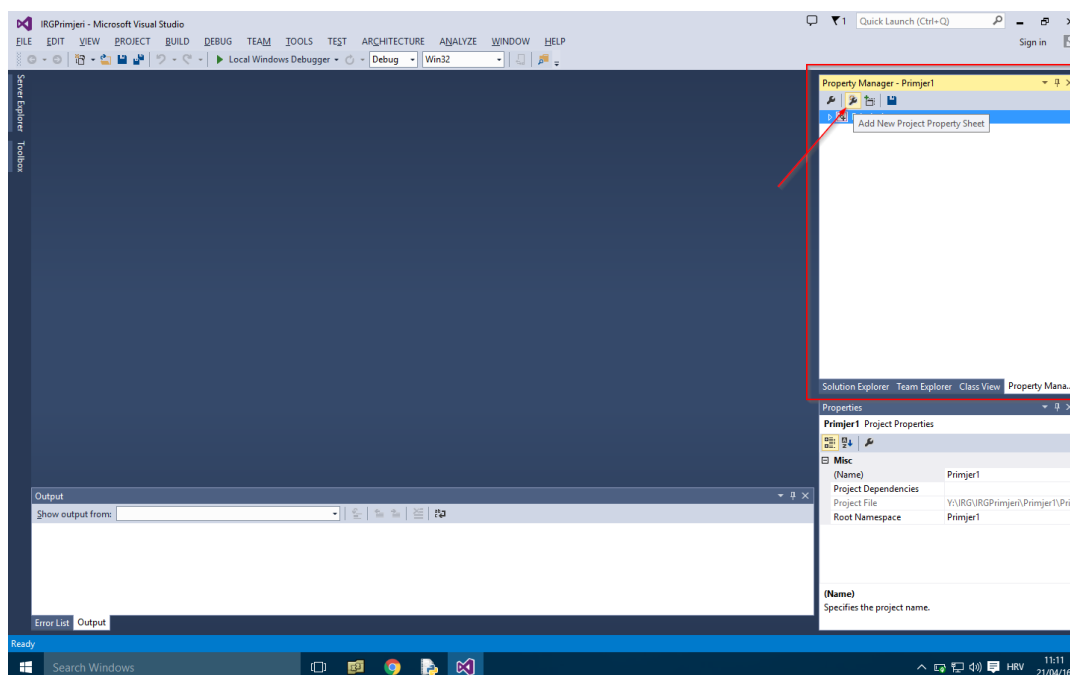 IRGPrimjeri - Microsoft Visual Studio
1
Quick Launch (Ctrl+Q)
FILE EDIT VIEW PROJECT BUILD DEBUG TEAM TOOLS TEST ARCHITECTURE ANALYZE WINDOW HELP
Sign in
Local Windows Debugger
Debug
Win32
Server Explorer
Toolbox
Property Manager - Primjer1
Add New Project Property Sheet
Solution Explorer Team Explorer Class View Property Mana...
Properties
Primjer1 Project Properties
Misc
(Name) Primjer1
Project Dependencies
Project File Y:\IRG\IRGPrimjeri\Primjer1\Pri
Root Namespace Primjer1
(Name)
Specifies the project name.
Output
Show output from:
Error List Output
Ready
Search Windows
HRV
11:11
21/04/16